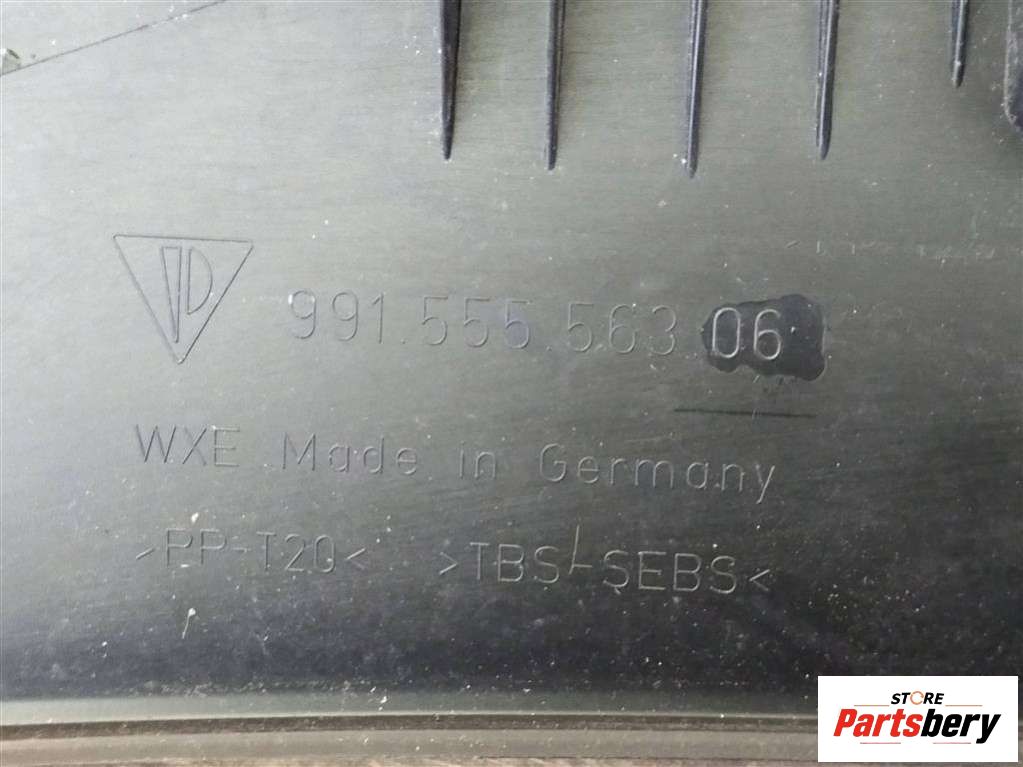 991.555.563.06
WXE Made in Germany
>PP-T20< >TBS-SEBS<
STORE
Partsbery